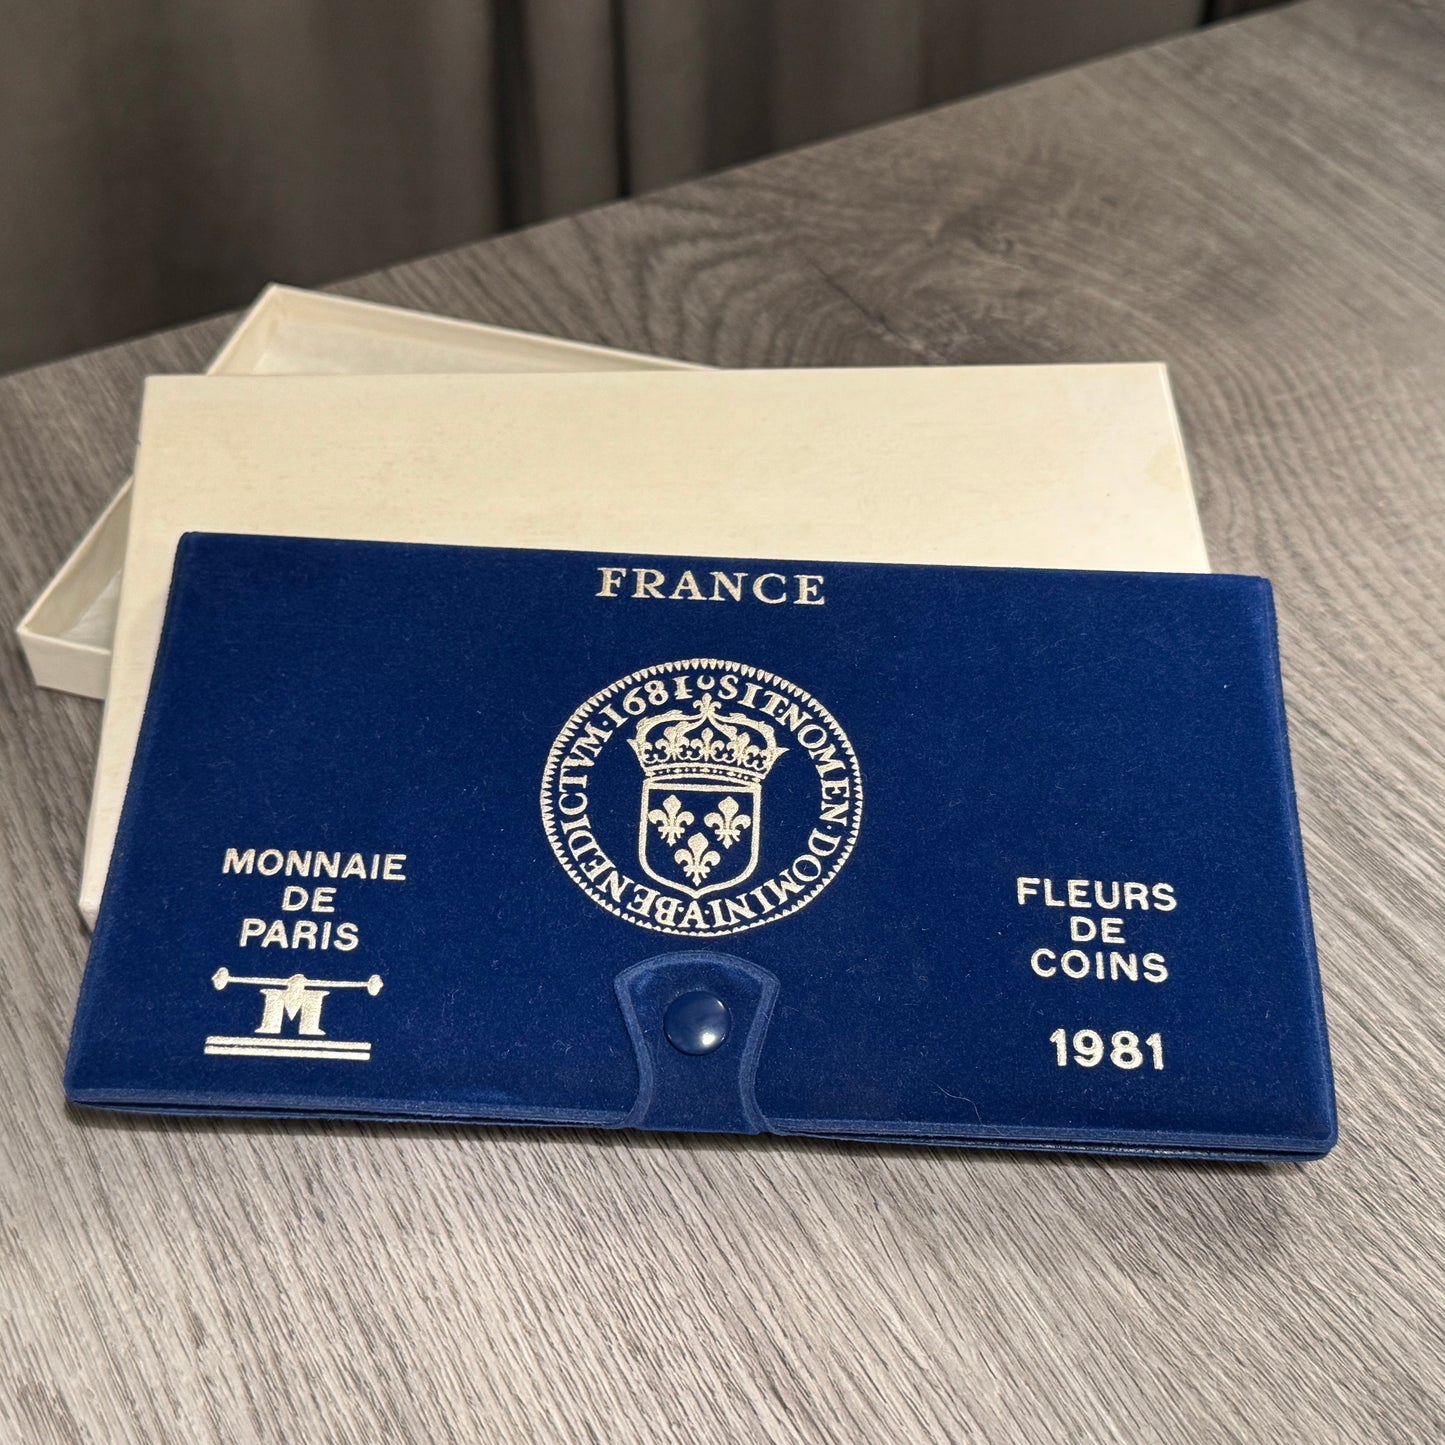 FRANCE
SIT·NOMEN·DOMINI·A·BENEDICTVM·1681
MONNAIE
DE
PARIS
M
FLEURS
DE
COINS
1981